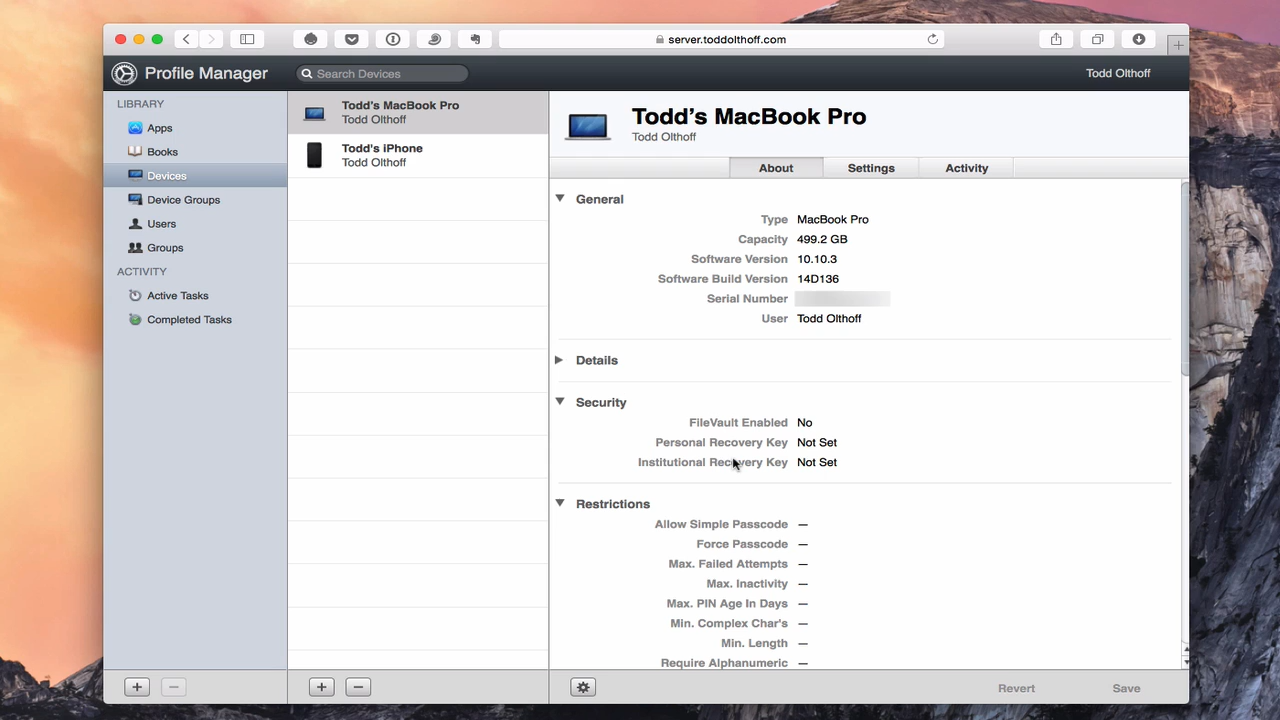 server.toddolthoff.com
Profile Manager
Search Devices
Todd Olthoff
LIBRARY
Apps
Books
Devices
Device Groups
Users
Groups
ACTIVITY
Active Tasks
Completed Tasks
Todd's MacBook Pro
Todd Olthoff
Todd's iPhone
Todd Olthoff
Todd's MacBook Pro
Todd Olthoff
About Settings Activity
General
Type MacBook Pro
Capacity 499.2 GB
Software Version 10.10.3
Software Build Version 14D136
Serial Number
User Todd Olthoff
Details
Security
FileVault Enabled No
Personal Recovery Key Not Set
Institutional Recovery Key Not Set
Restrictions
Allow Simple Passcode —
Force Passcode —
Max. Failed Attempts —
Max. Inactivity —
Max. PIN Age In Days —
Min. Complex Char's —
Min. Length —
Require Alphanumeric —
Revert Save